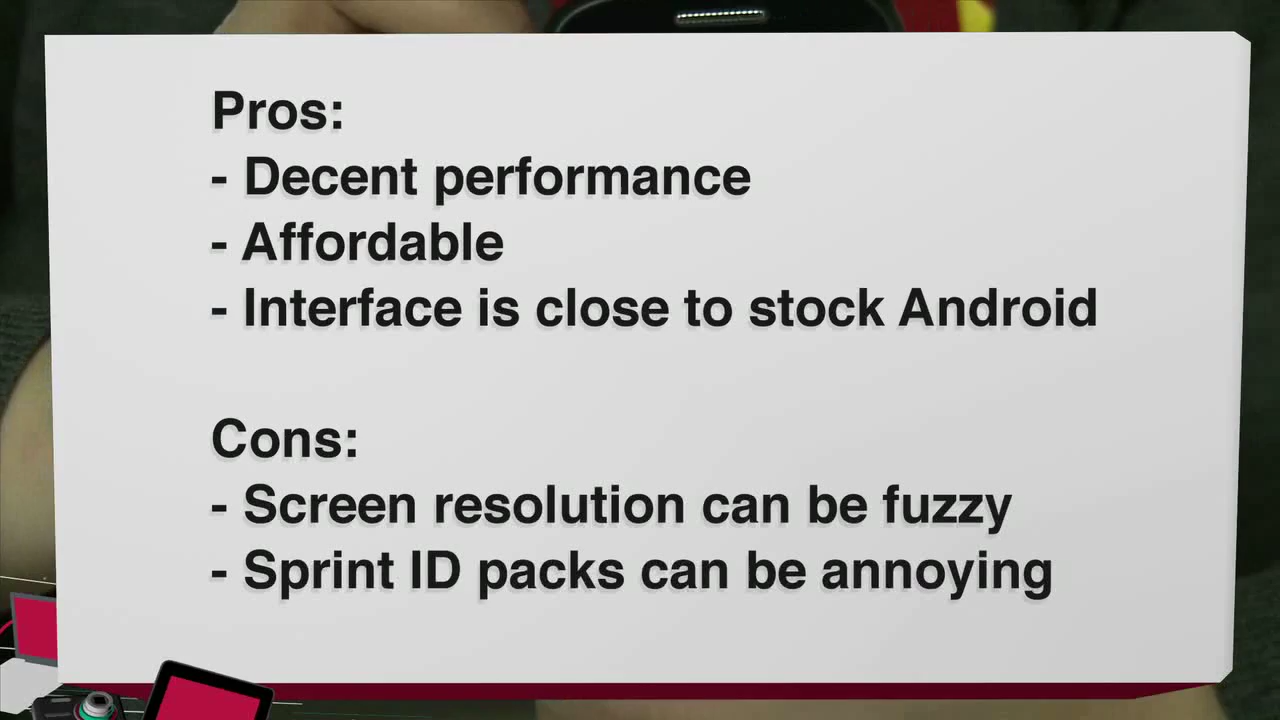 Pros:
- Decent performance
- Affordable
- Interface is close to stock Android
Cons:
- Screen resolution can be fuzzy
- Sprint ID packs can be annoying